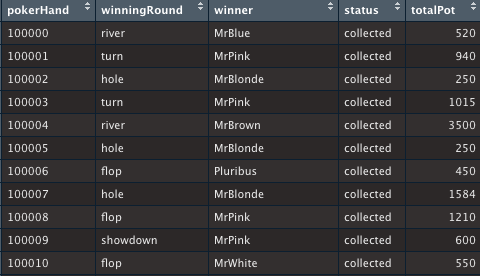 pokerHand winningRound winner status totalPot
100000 river MrBlue collected 520
100001 turn MrPink collected 940
100002 hole MrBlonde collected 250
100003 turn MrPink collected 1015
100004 river MrBrown collected 3500
100005 hole MrBlonde collected 250
100006 flop Pluribus collected 450
100007 hole MrBlonde collected 1584
100008 flop MrPink collected 1210
100009 showdown MrPink collected 600
100010 flop MrWhite collected 550